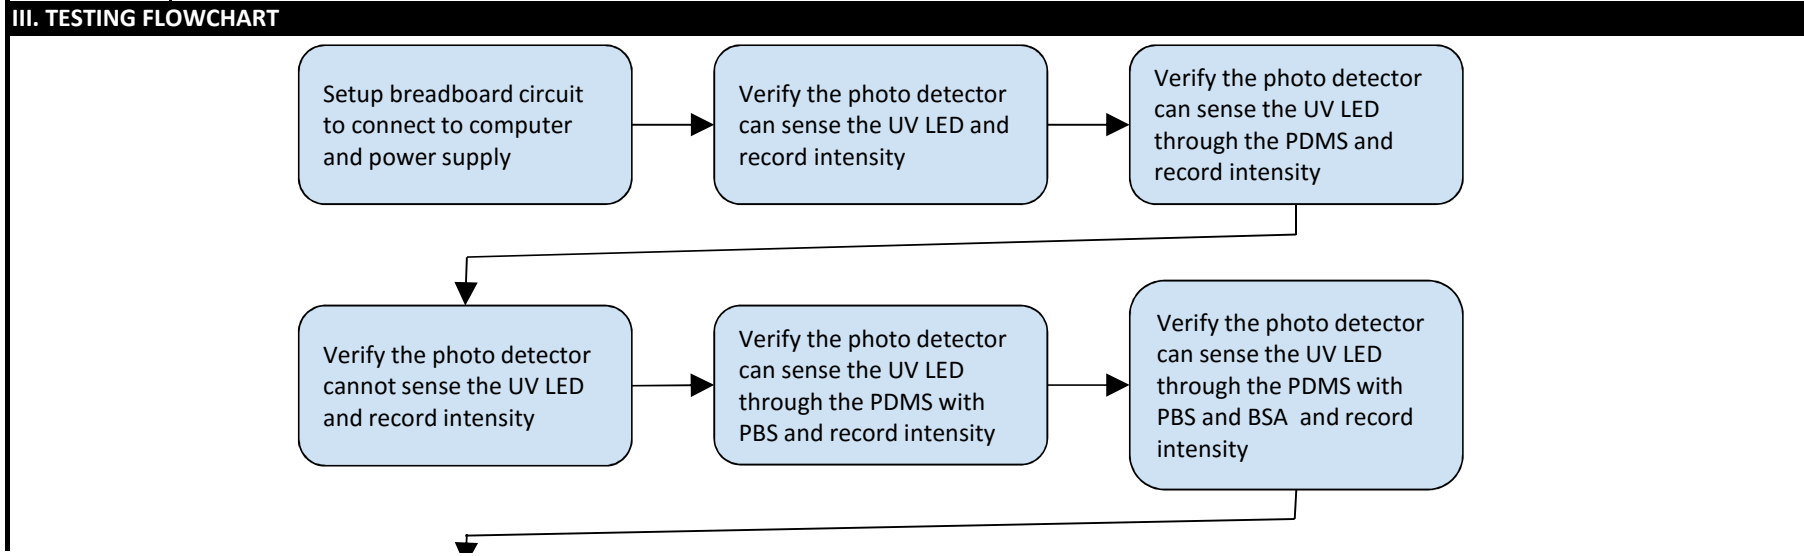 III. TESTING FLOWCHART
Setup breadboard circuit
to connect to computer
and power supply
Verify the photo detector
can sense the UV LED and
record intensity
Verify the photo detector
can sense the UV LED
through the PDMS and
record intensity
Verify the photo detector
cannot sense the UV LED
and record intensity
Verify the photo detector
can sense the UV LED
through the PDMS with
PBS and record intensity
Verify the photo detector
can sense the UV LED
through the PDMS with
PBS and BSA  and record
intensity